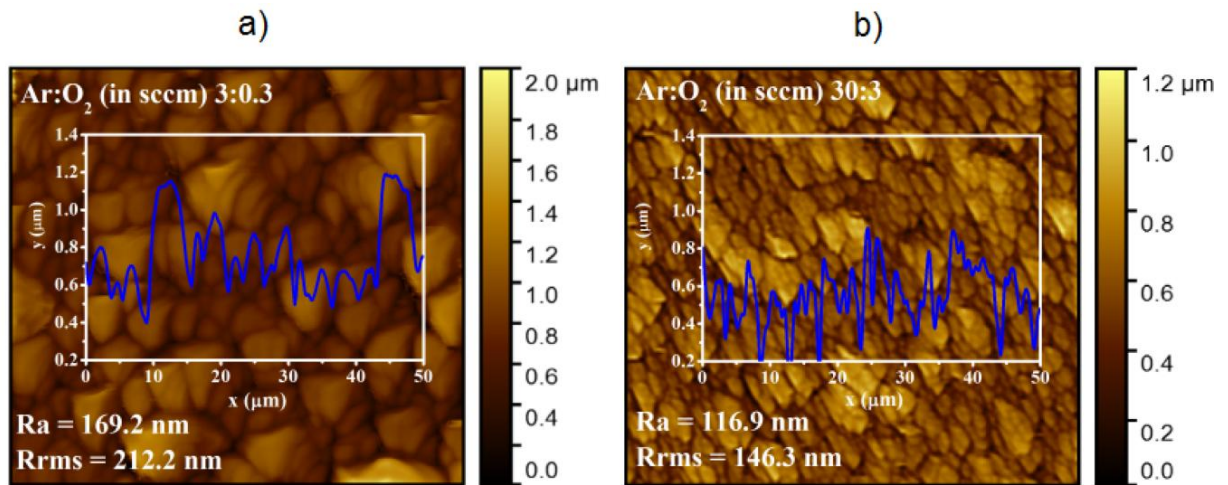 a)
Ar:O₂ (in sccm) 3:0.3
1.4
1.2
1.0
0.8
0.6
0.4
0.2
y (μm)
0 10 20 30 40 50
x (μm)
Ra = 169.2 nm
Rrms = 212.2 nm
2.0 μm
1.8
1.6
1.4
1.2
1.0
0.8
0.6
0.4
0.2
0.0
b)
Ar:O₂ (in sccm) 30:3
1.4
1.2
1.0
0.8
0.6
0.4
0.2
y (μm)
0 10 20 30 40 50
x (μm)
Ra = 116.9 nm
Rrms = 146.3 nm
1.2 μm
1.0
0.8
0.6
0.4
0.2
0.0